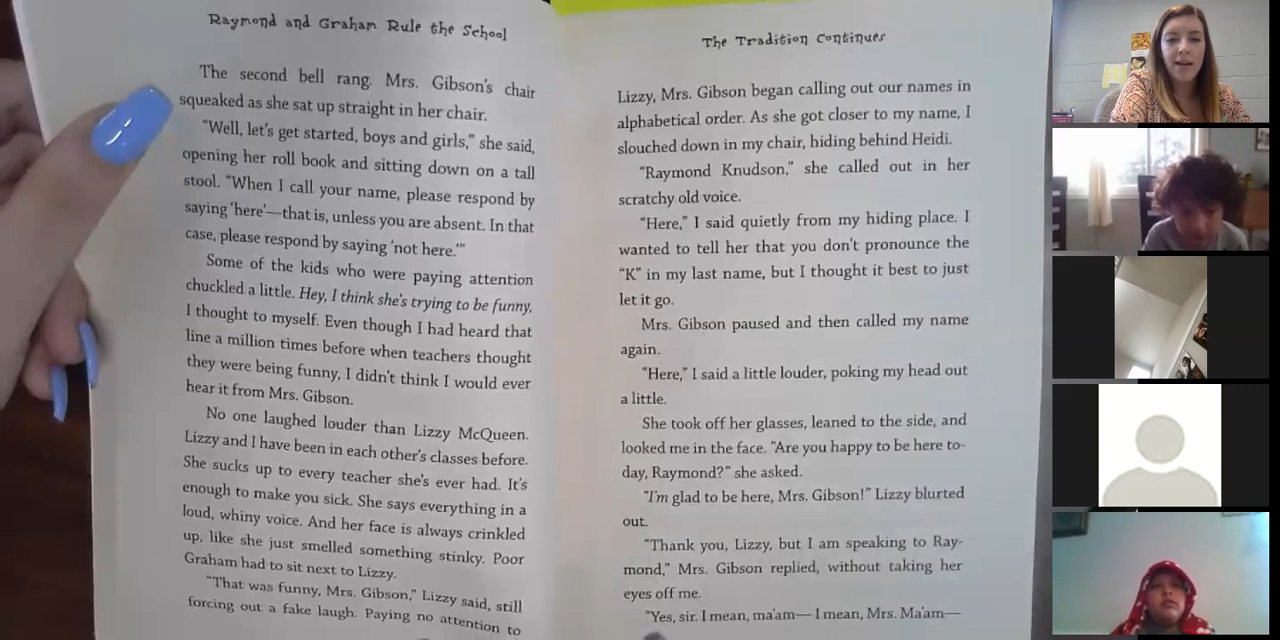 Raymond and Graham Rule the School
The second bell rang. Mrs. Gibson's chair
squeaked as she sat up straight in her chair.
"Well, let's get started, boys and girls," she said,
opening her roll book and sitting down on a tall
stool. "When I call your name, please respond by
saying 'here'—that is, unless you are absent. In that
case, please respond by saying 'not here.'"
Some of the kids who were paying attention
chuckled a little. Hey, I think she's trying to be funny,
I thought to myself. Even though I had heard that
line a million times before when teachers thought
they were being funny, I didn't think I would ever
hear it from Mrs. Gibson.
No one laughed louder than Lizzy McQueen.
Lizzy and I have been in each other's classes before.
She sucks up to every teacher she's ever had. It's
enough to make you sick. She says everything in a
loud, whiny voice. And her face is always crinkled
up, like she just smelled something stinky. Poor
Graham had to sit next to Lizzy.
"That was funny, Mrs. Gibson," Lizzy said, still
forcing out a fake laugh. Paying no attention to
The Tradition Continues
Lizzy, Mrs. Gibson began calling out our names in
alphabetical order. As she got closer to my name, I
slouched down in my chair, hiding behind Heidi.
"Raymond Knudson," she called out in her
scratchy old voice.
"Here," I said quietly from my hiding place. I
wanted to tell her that you don't pronounce the
"K" in my last name, but I thought it best to just
let it go.
Mrs. Gibson paused and then called my name
again.
"Here," I said a little louder, poking my head out
a little.
She took off her glasses, leaned to the side, and
looked me in the face. "Are you happy to be here to-
day, Raymond?" she asked.
"I'm glad to be here, Mrs. Gibson!" Lizzy blurted
out.
"Thank you, Lizzy, but I am speaking to Ray-
mond," Mrs. Gibson replied, without taking her
eyes off me.
"Yes, sir. I mean, ma'am— I mean, Mrs. Ma'am—